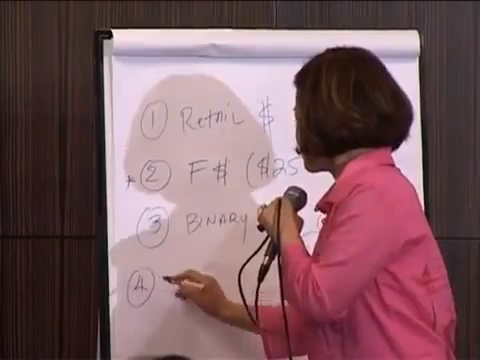 ① Retail $
* ② F$ ($25
③ BINARY
④